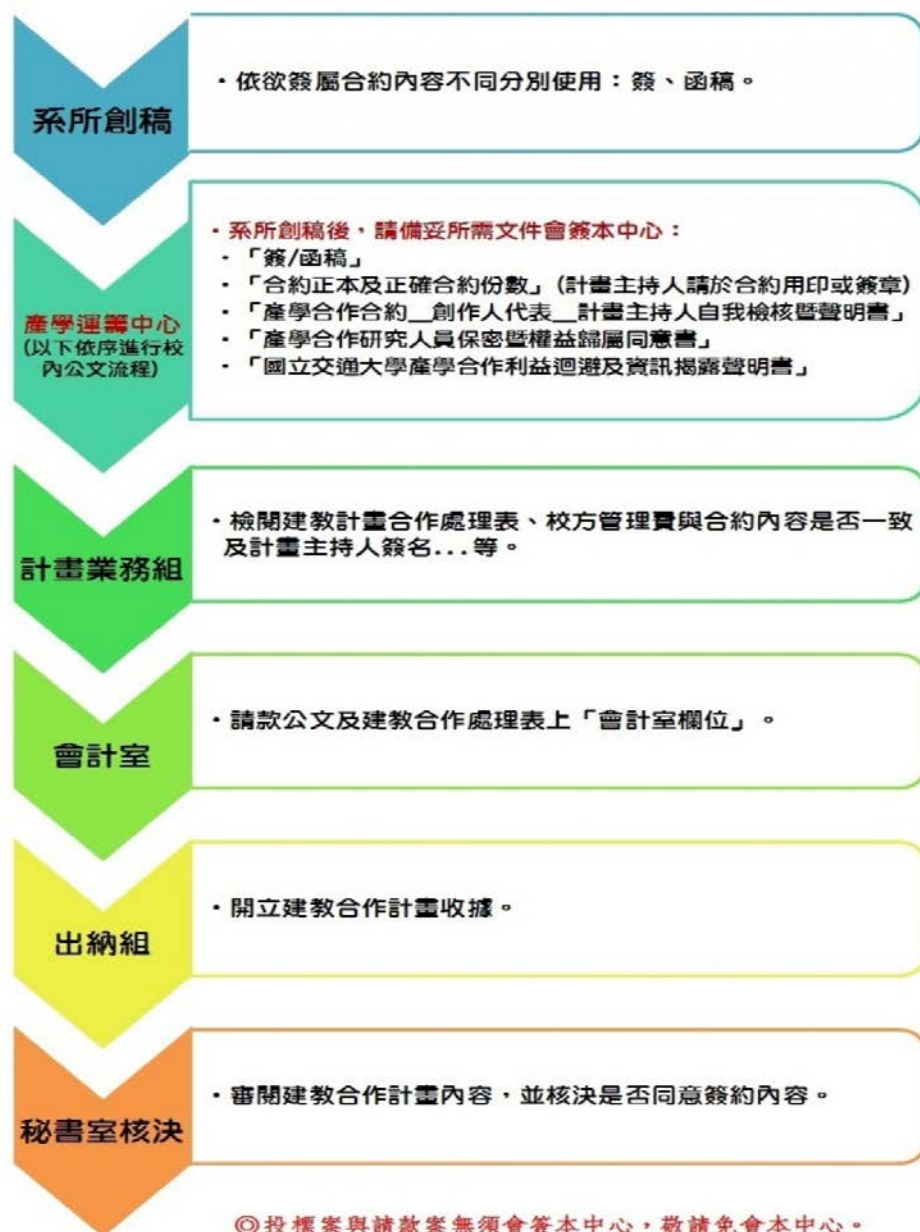 系所創稿
・依欲簽屬合約內容不同分別使用：簽、函稿。
產學運籌中心
(以下依序進行校
內公文流程)
・系所創稿後，請備妥所需文件會簽本中心：
・「簽/函稿」
・「合約正本及正確合約份數」(計畫主持人請於合約用印或簽章)
・「產學合作合約__創作人代表__計畫主持人自我檢核暨聲明書」
・「產學合作研究人員保密暨權益歸屬同意書」
・「國立交通大學產學合作利益迴避及資訊揭露聲明書」
計畫業務組
・檢閱建教計畫合作處理表、校方管理費與合約內容是否一致
及計畫主持人簽名...等。
會計室
・請款公文及建教合作處理表上「會計室欄位」。
出納組
・開立建教合作計畫收據。
秘書室核決
・審閱建教合作計畫內容，並核決是否同意簽約內容。
◎投標案與請款案無須會簽本中心，敬請免會本中心。